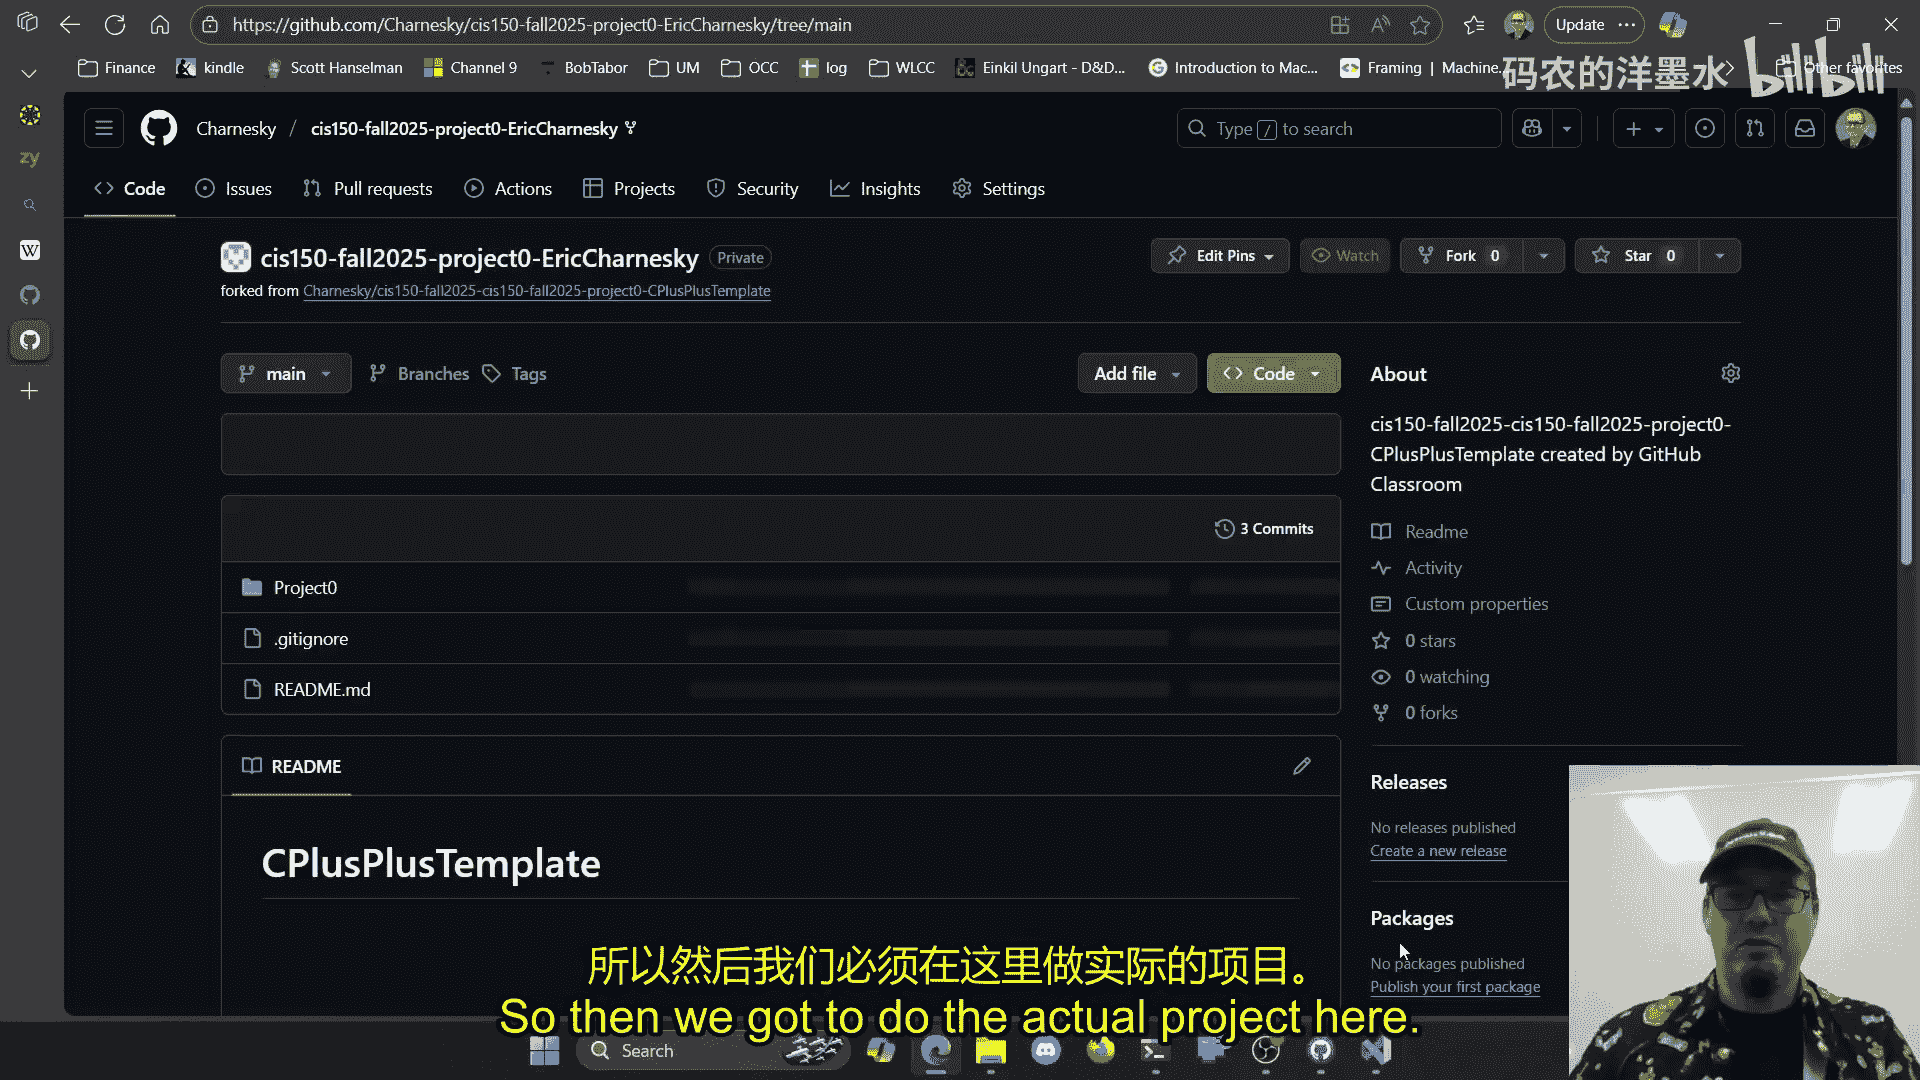 https://github.com/Charnesky/cis150-fall2025-project0-EricCharnesky/tree/main
Update
Finance
kindle
Scott Hanselman
Channel 9
BobTabor
UM
OCC
log
WLCC
Einkil Ungart - D&D...
Introduction to Mac...
Framing | Machine...
Other favorites
码农的洋墨水
bilibili
zy
W
Charnesky / cis150-fall2025-project0-EricCharnesky
Type / to search
Code
Issues
Pull requests
Actions
Projects
Security
Insights
Settings
cis150-fall2025-project0-EricCharnesky
Private
Edit Pins
Watch
Fork 0
Star 0
forked from Charnesky/cis150-fall2025-cis150-fall2025-project0-CPlusPlusTemplate
main
Branches
Tags
Add file
Code
About
cis150-fall2025-cis150-fall2025-project0-
CPlusPlusTemplate created by GitHub
Classroom
3 Commits
Project0
.gitignore
README.md
Readme
Activity
Custom properties
0 stars
0 watching
0 forks
README
CPlusPlusTemplate
Releases
No releases published
Create a new release
Packages
No packages published
Publish your first package
所以然后我们必须在这里做实际的项目。
So then we got to do the actual project here.
Search